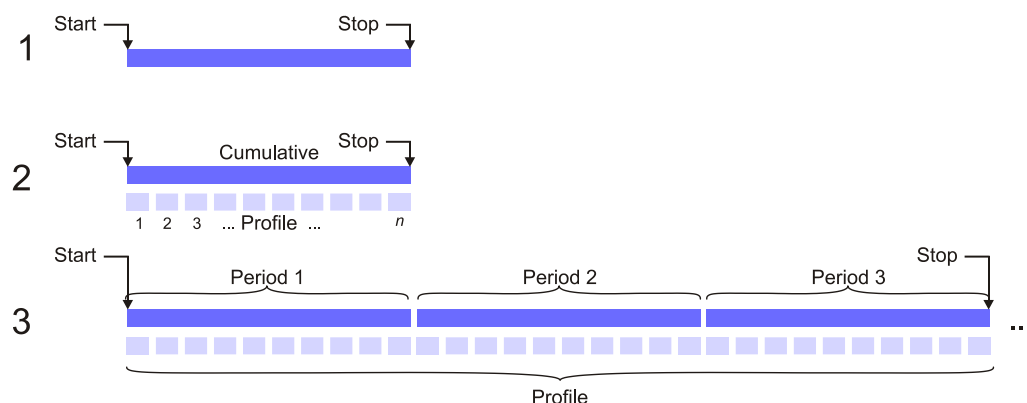 Start Stop
1
Start Stop
Cumulative
2
1 2 3 ... Profile ... n
Start Stop
Period 1 Period 2 Period 3
3 ..
Profile